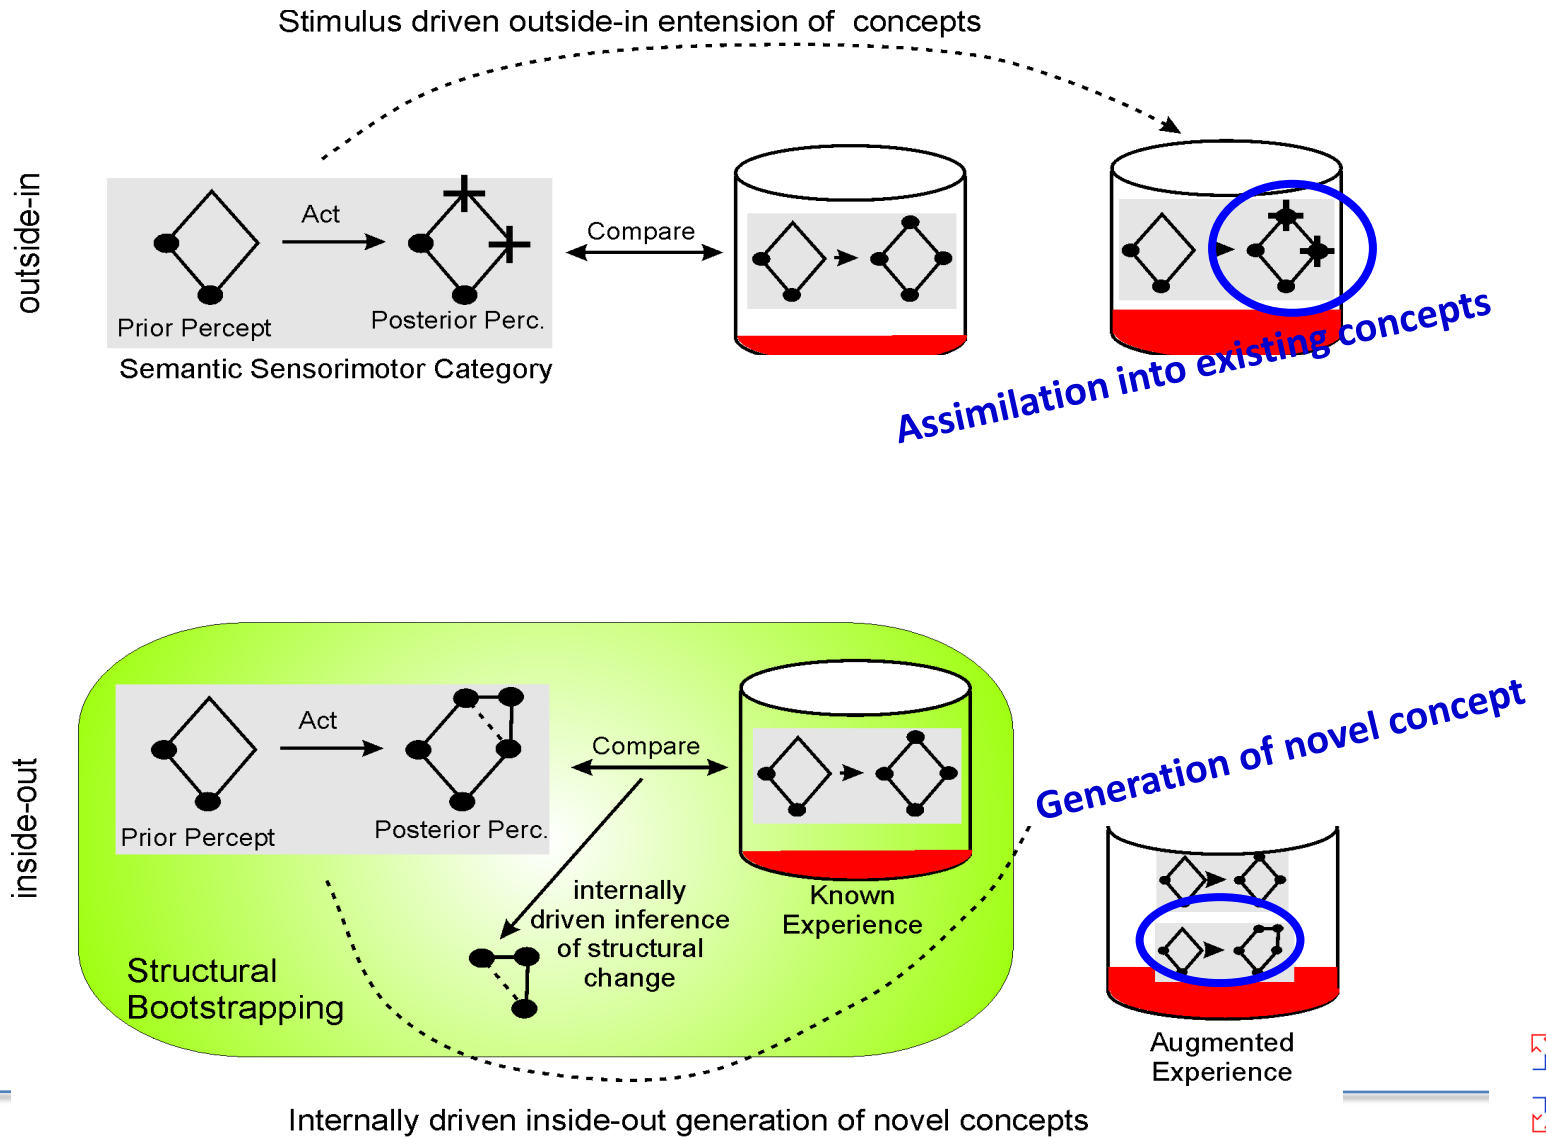 Stimulus driven outside-in entension of concepts
outside-in
Act
Compare
Prior Percept
Posterior Perc.
Semantic Sensorimotor Category
Assimilation into existing concepts
inside-out
Act
Compare
Prior Percept
Posterior Perc.
Generation of novel concept
Known
Experience
internally
driven inference
of structural
change
Structural
Bootstrapping
Augmented
Experience
Internally driven inside-out generation of novel concepts